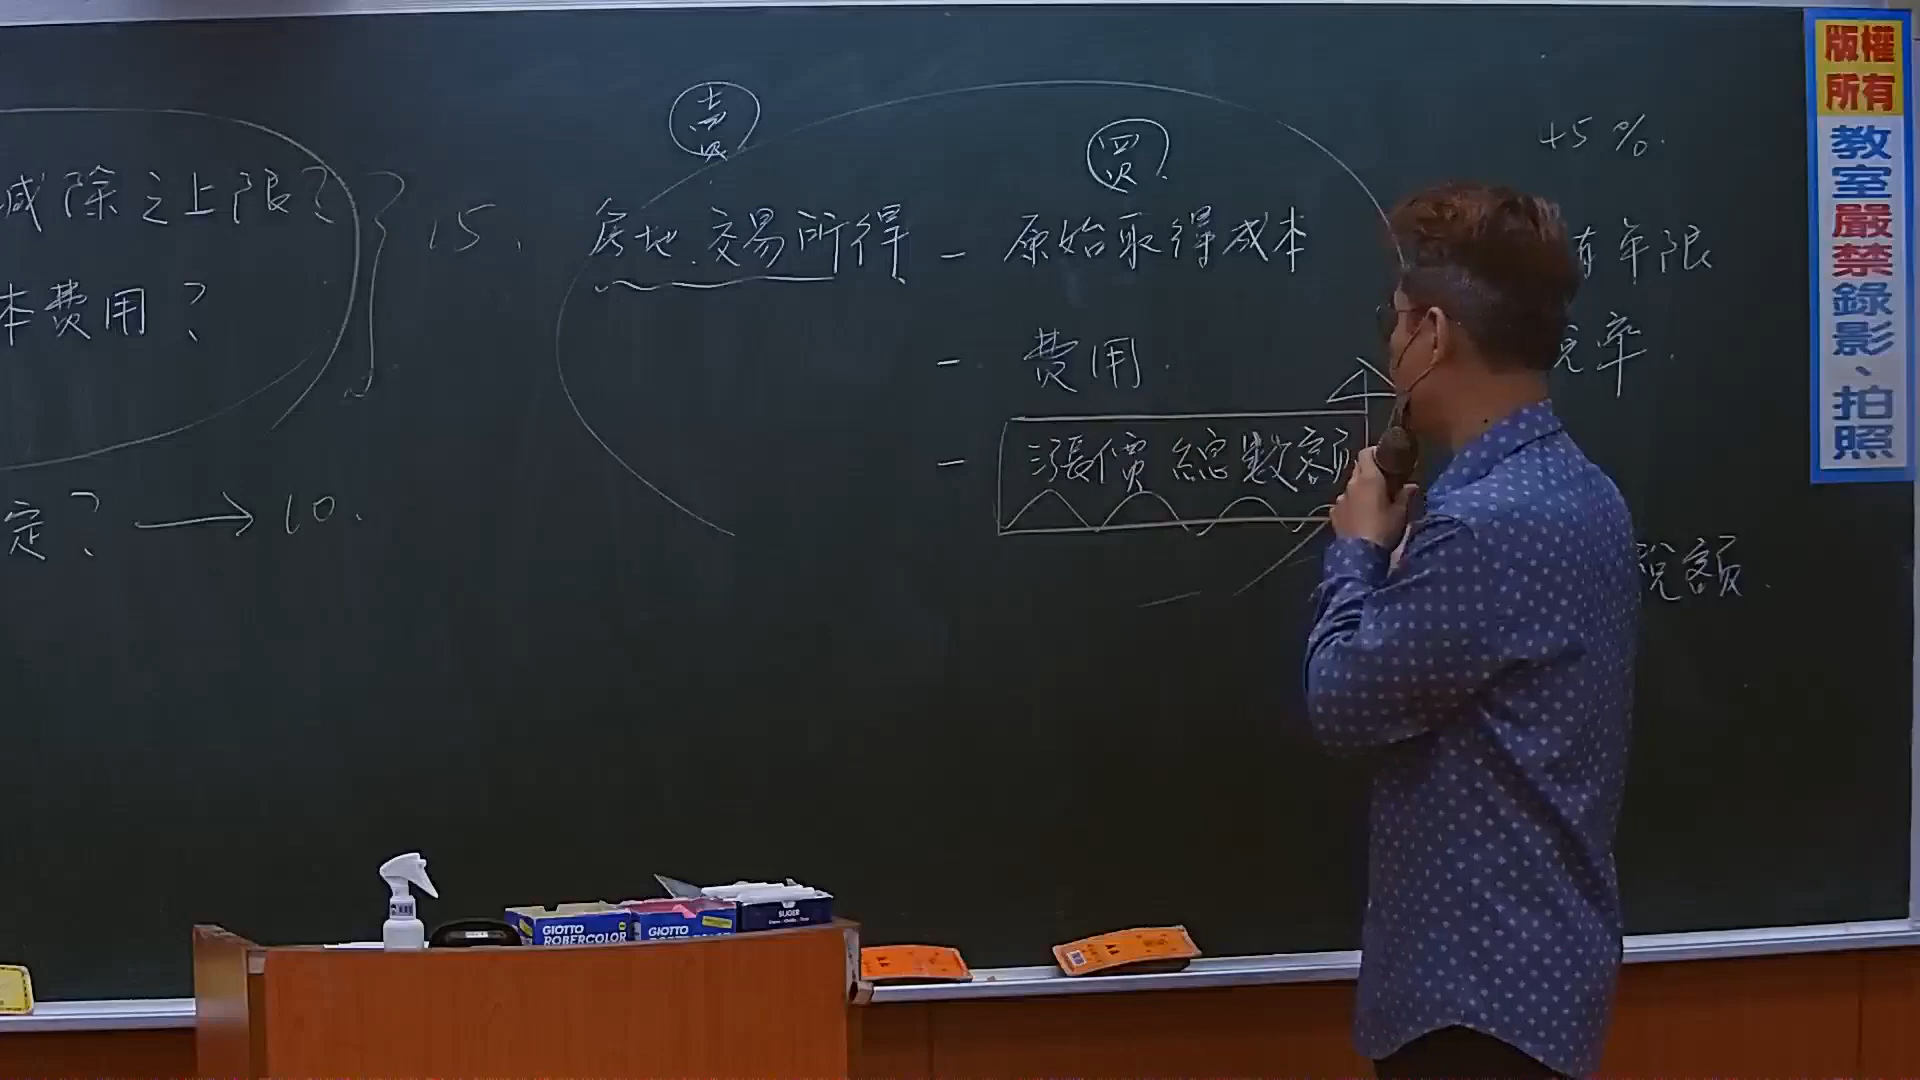 減除之上限?
本費用?
15.
定? → 10.
賣
買
房地交易所得 - 原始取得成本
- 費用.
- 漲價總數額
45%.
有年限
稅率.
稅額.
版權
所有
教室嚴禁錄影、拍照
GIOTTO
ROBERCOLOR
GIOTTO